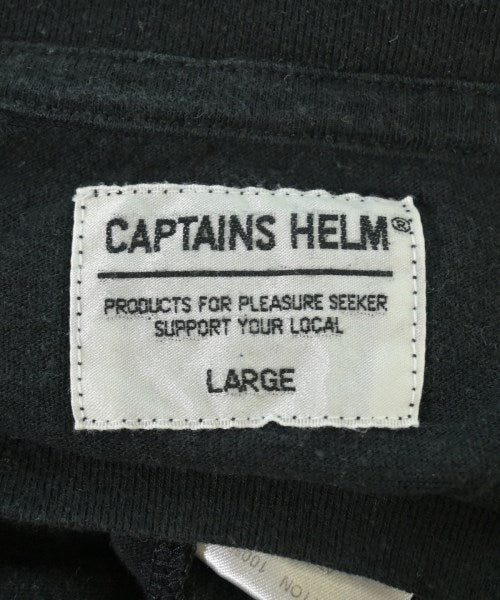 CAPTAINS HELM®
PRODUCTS FOR PLEASURE SEEKER
SUPPORT YOUR LOCAL
LARGE